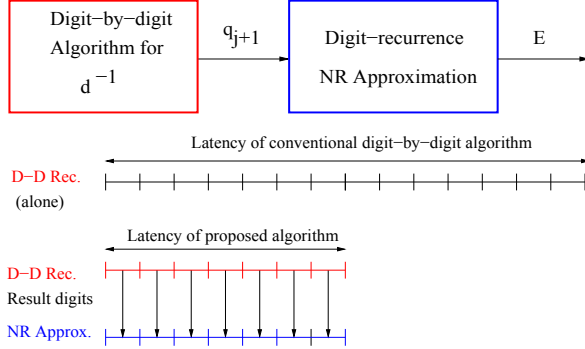 Digit−by−digit
Algorithm for
d⁻¹
q j+1
Digit−recurrence
NR Approximation
E
Latency of conventional digit−by−digit algorithm
D−D Rec.
(alone)
Latency of proposed algorithm
D−D Rec.
Result digits
NR Approx.